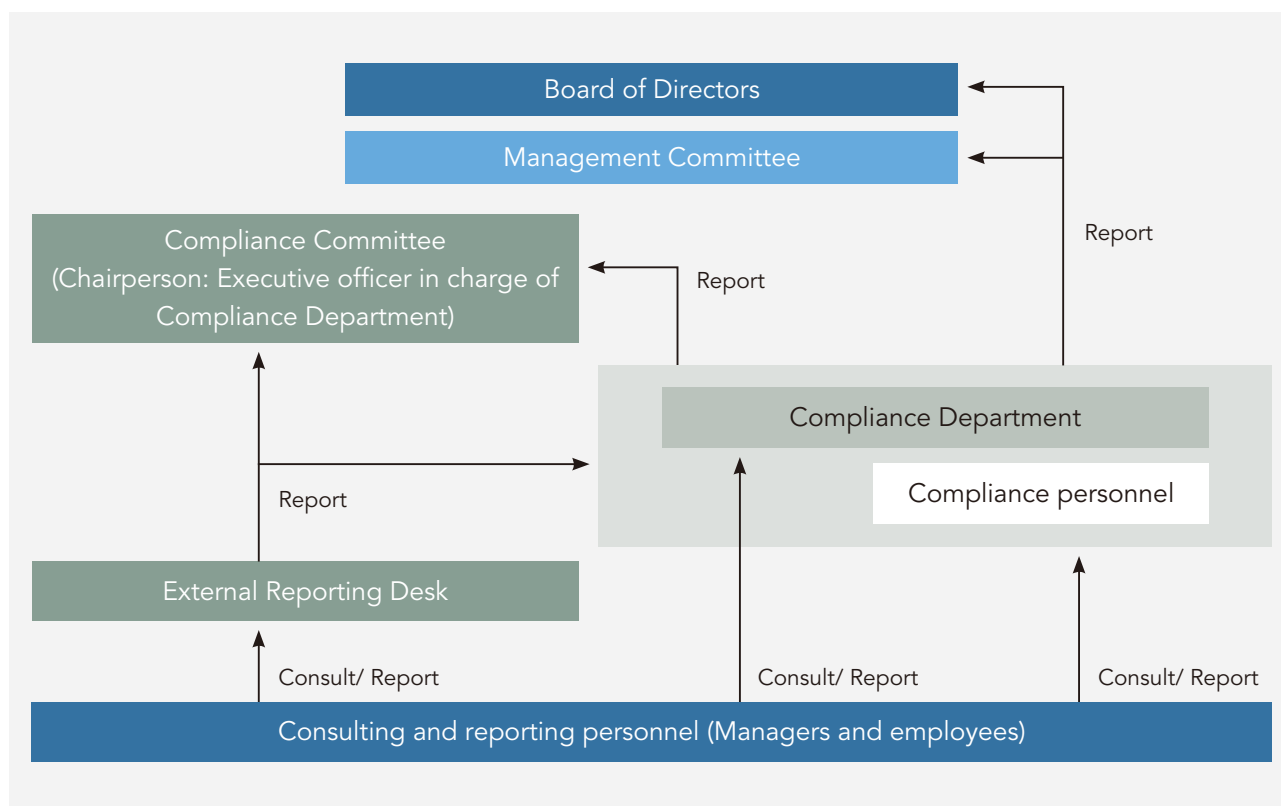 Board of Directors
Management Committee
Report
Compliance Committee
(Chairperson: Executive officer in charge of
Compliance Department)
Report
Compliance Department
Compliance personnel
Report
External Reporting Desk
Consult/ Report
Consult/ Report
Consult/ Report
Consulting and reporting personnel (Managers and employees)